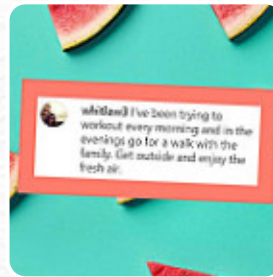 whitlaw3 I've been trying to
workout every morning and in the
evenings go for a walk with the
family. Get outside and enjoy the
fresh air.